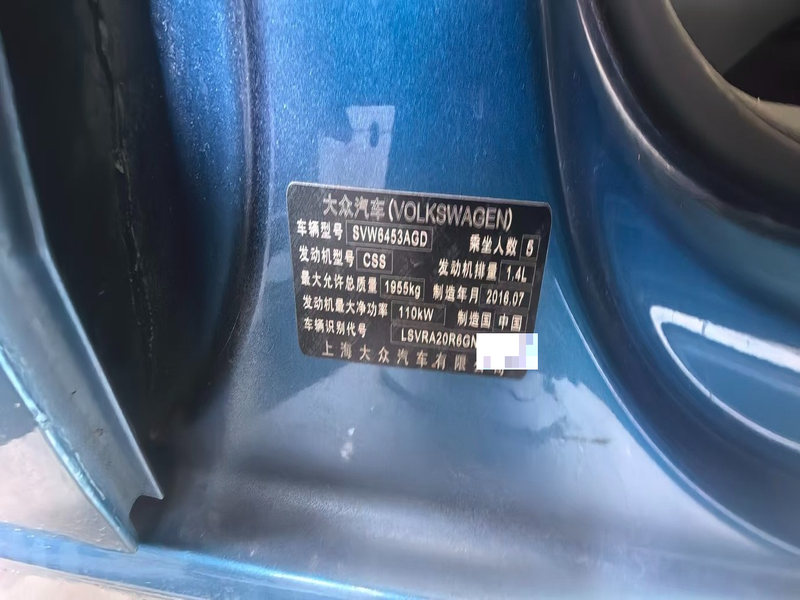 大众汽车(VOLKSWAGEN)
车辆型号 SVW6453AGD 乘坐人数 5
发动机型号 CSS 发动机排量 1.4L
最大允许总质量 1955kg 制造年月 2016.07
发动机最大净功率 110kW 制造国 中国
车辆识别代号 LSVRA20R6GN
上海大众汽车有限公司